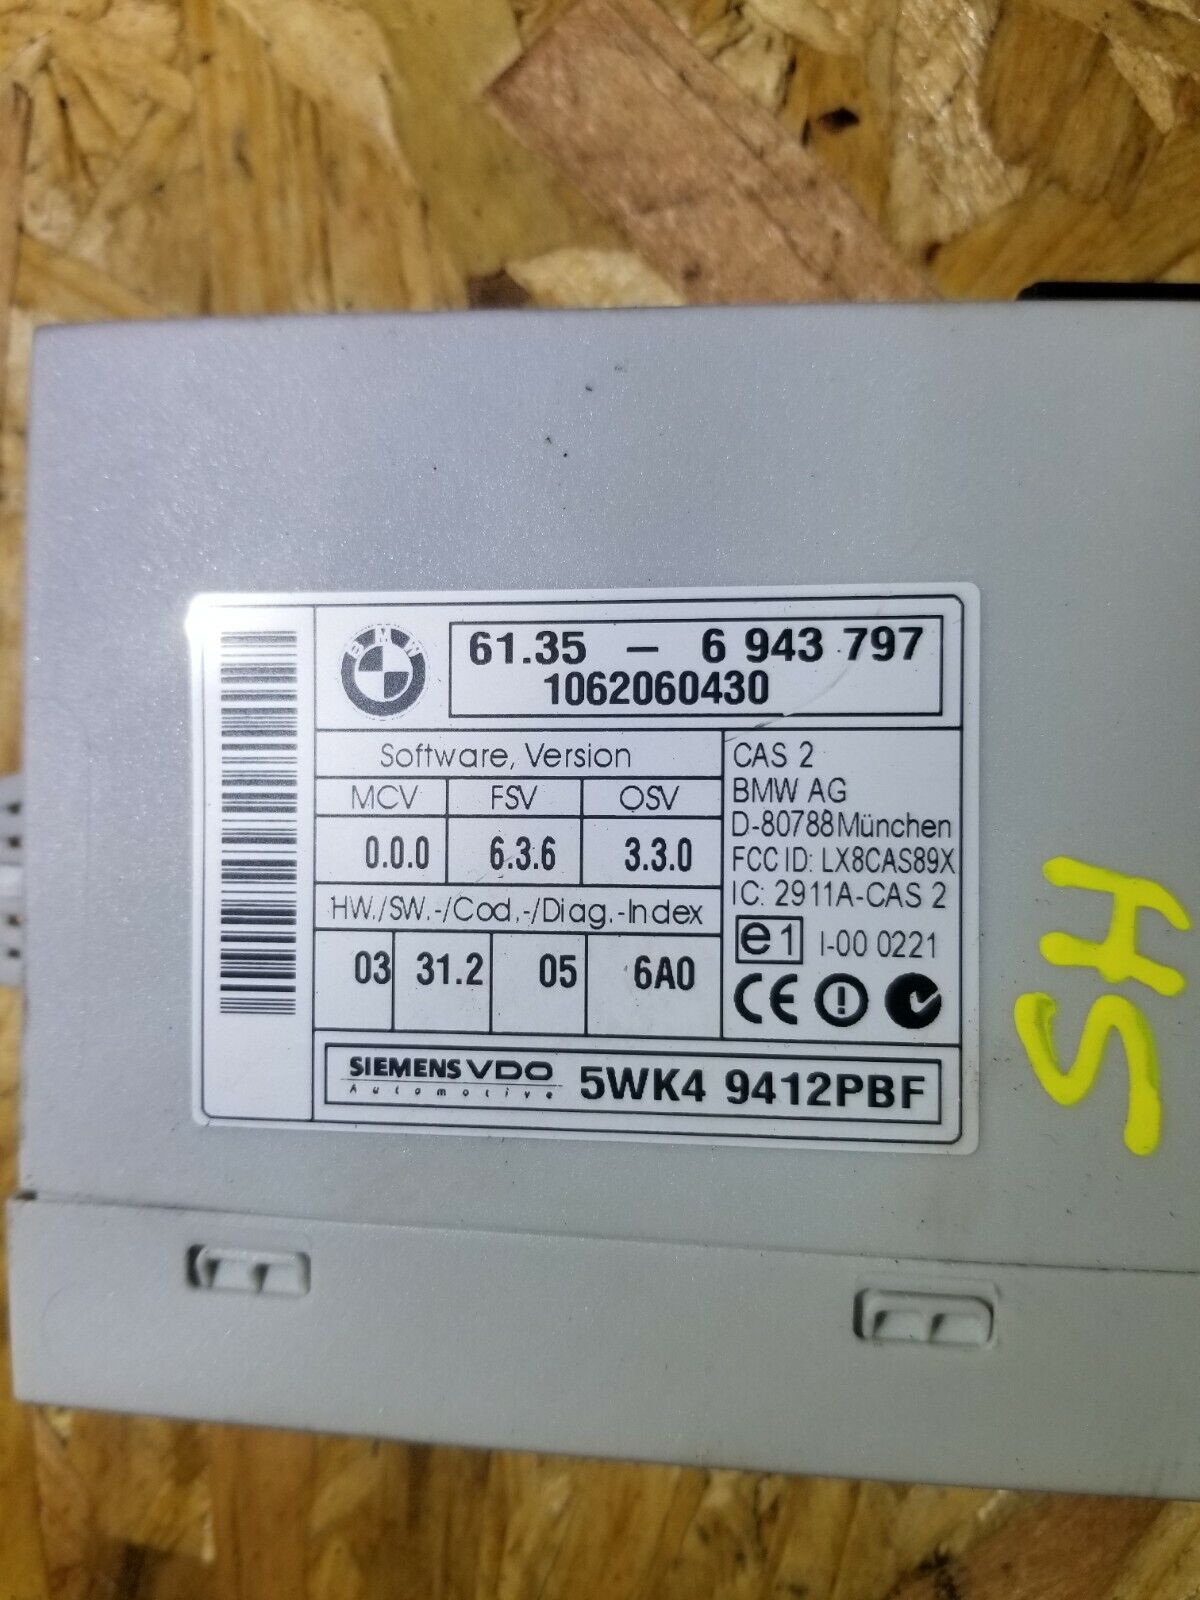 BMW
61.35 - 6 943 797
1062060430
Software, Version
MCV FSV OSV
0.0.0 6.3.6 3.3.0
HW./SW.-/Cod.-/Diag.-Index
03 31.2 05 6A0
CAS 2
BMW AG
D-80788 München
FCC ID: LX8CAS89X
IC: 2911A-CAS 2
e1 I-00 0221
CE
SIEMENS VDO
Automotive
5WK4 9412PBF
HS